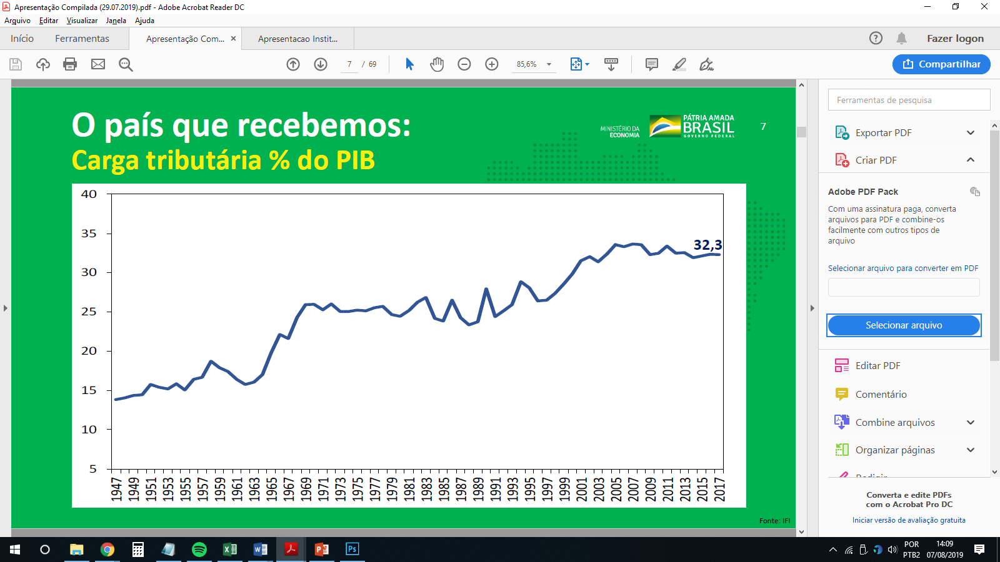 Apresentação Compilada (29.07.2019).pdf - Adobe Acrobat Reader DC
Arquivo Editar Visualizar Janela Ajuda
Início Ferramentas Apresentação Com... × Apresentacao Instit... Fazer logon
7 / 69 85,6% Compartilhar
O país que recebemos:
Carga tributária % do PIB
MINISTÉRIO DA
ECONOMIA
PÁTRIA AMADA
BRASIL
GOVERNO FEDERAL
7
40
35
30
25
20
15
10
5
32,3
1947 1949 1951 1953 1955 1957 1959 1961 1963 1965 1967 1969 1971 1973 1975 1977 1979 1981 1983 1985 1987 1989 1991 1993 1995 1997 1999 2001 2003 2005 2007 2009 2011 2013 2015 2017
Fonte: IFI
Ferramentas de pesquisa
Exportar PDF
Criar PDF
Adobe PDF Pack
Com uma assinatura paga, converta
arquivos para PDF e combine-os
facilmente com outros tipos de
arquivo
Selecionar arquivo para converter em PDF
Selecionar arquivo
Editar PDF
Comentário
Combine arquivos
Organizar páginas
Redigir
Converta e edite PDFs
com o Acrobat Pro DC
Iniciar versão de avaliação gratuita
Ps
POR
PTB2
14:09
07/08/2019